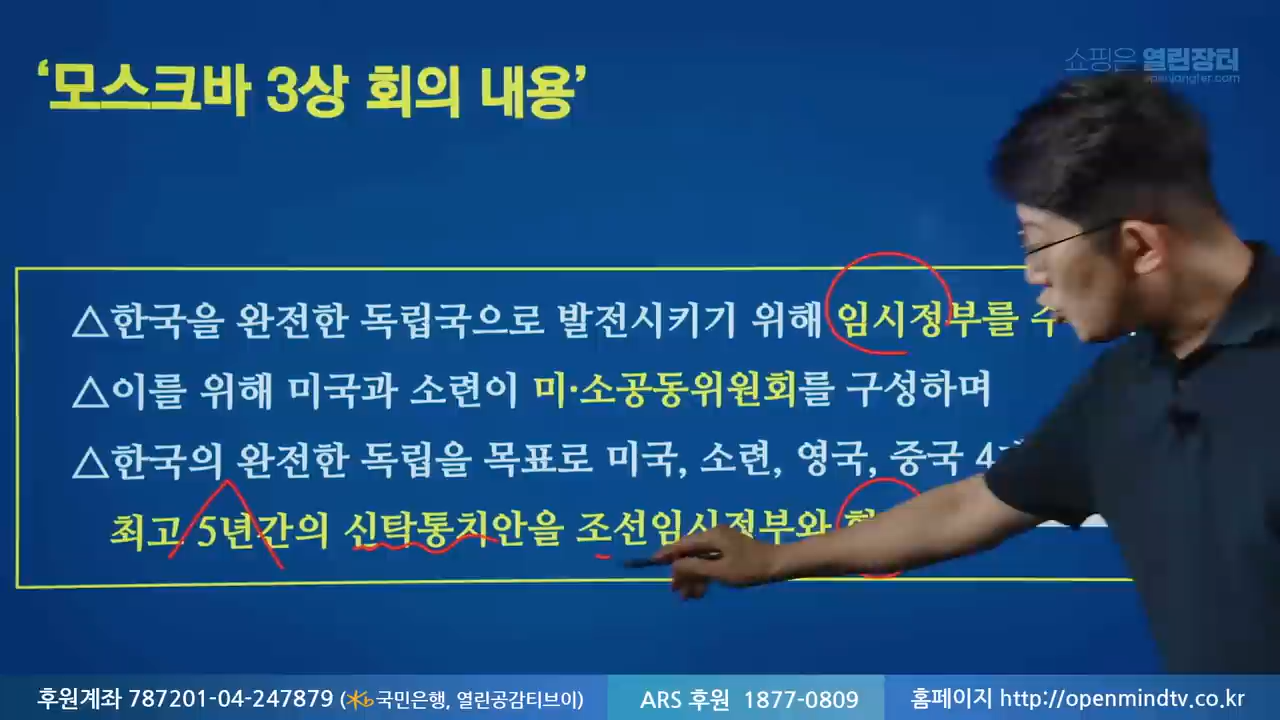 쇼핑은 열린장터
openjangter.com
‘모스크바 3상 회의 내용’
△한국을 완전한 독립국으로 발전시키기 위해 임시정부를
△이를 위해 미국과 소련이 미·소공동위원회를 구성하며
△한국의 완전한 독립을 목표로 미국, 소련, 영국, 중국
최고 5년간의 신탁통치안을 조선임시정부와
후원계좌 787201-04-247879 (국민은행, 열린공감티브이)
ARS 후원 1877-0809
홈페이지 http://openmindtv.co.kr